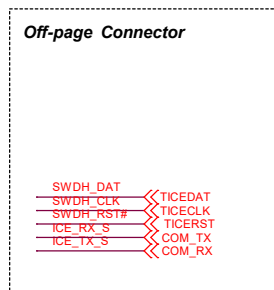 Off-page Connector
SWDH_DAT
TICEDAT
SWDH_CLK
TICECLK
SWDH_RST#
TICERST
ICE_RX_S
COM_TX
ICE_TX_S
COM_RX